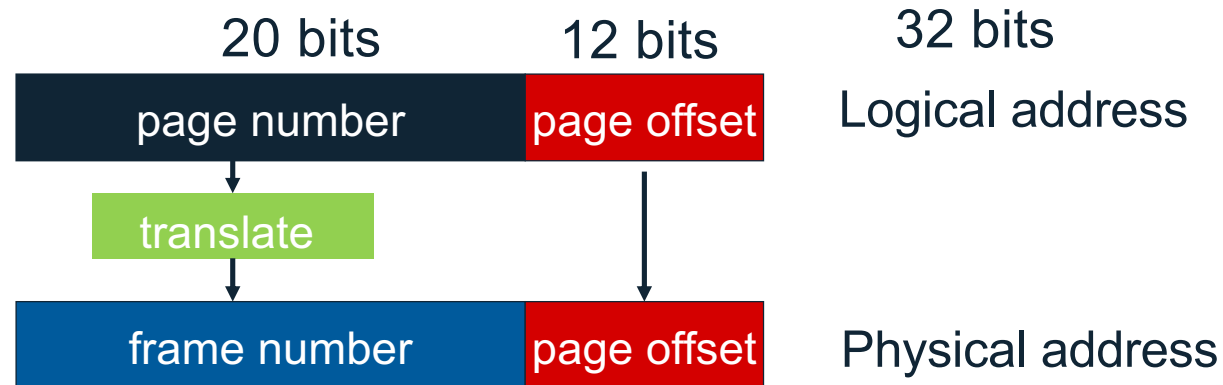 20 bits 12 bits 32 bits
page number page offset Logical address
translate
frame number page offset Physical address